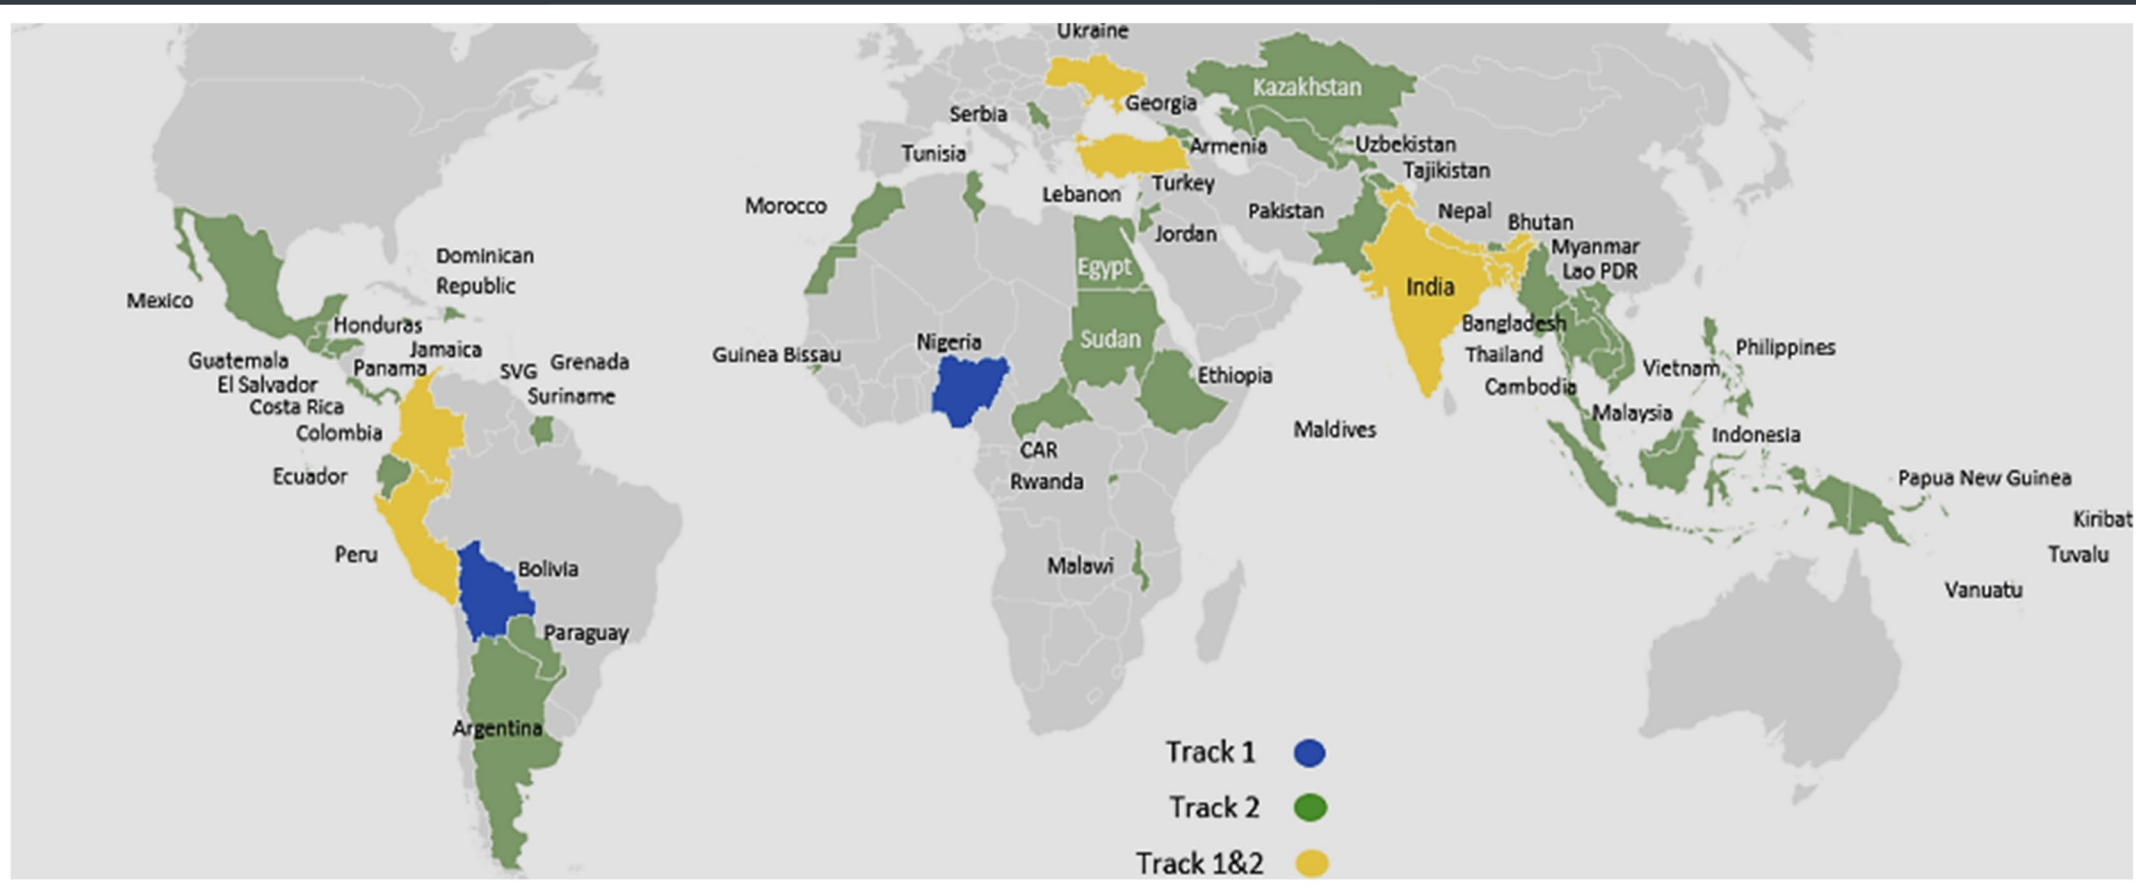 Ukraine
Kazakhstan
Georgia
Serbia
Armenia
Uzbekistan
Tunisia
Tajikistan
Turkey
Lebanon
Morocco
Pakistan
Nepal
Bhutan
Jordan
Myanmar
Dominican
Republic
Egypt
Lao PDR
India
Mexico
Honduras
Bangladesh
Sudan
Nigeria
Jamaica
Guinea Bissau
Thailand
Philippines
Guatemala
Panama
SVG
Grenada
Vietnam
Ethiopia
El Salvador
Cambodia
Suriname
Costa Rica
Malaysia
Colombia
Maldives
Indonesia
CAR
Ecuador
Rwanda
Papua New Guinea
Kiribat
Peru
Tuvalu
Malawi
Bolivia
Vanuatu
Paraguay
Argentina
Track 1
Track 2
Track 1&2